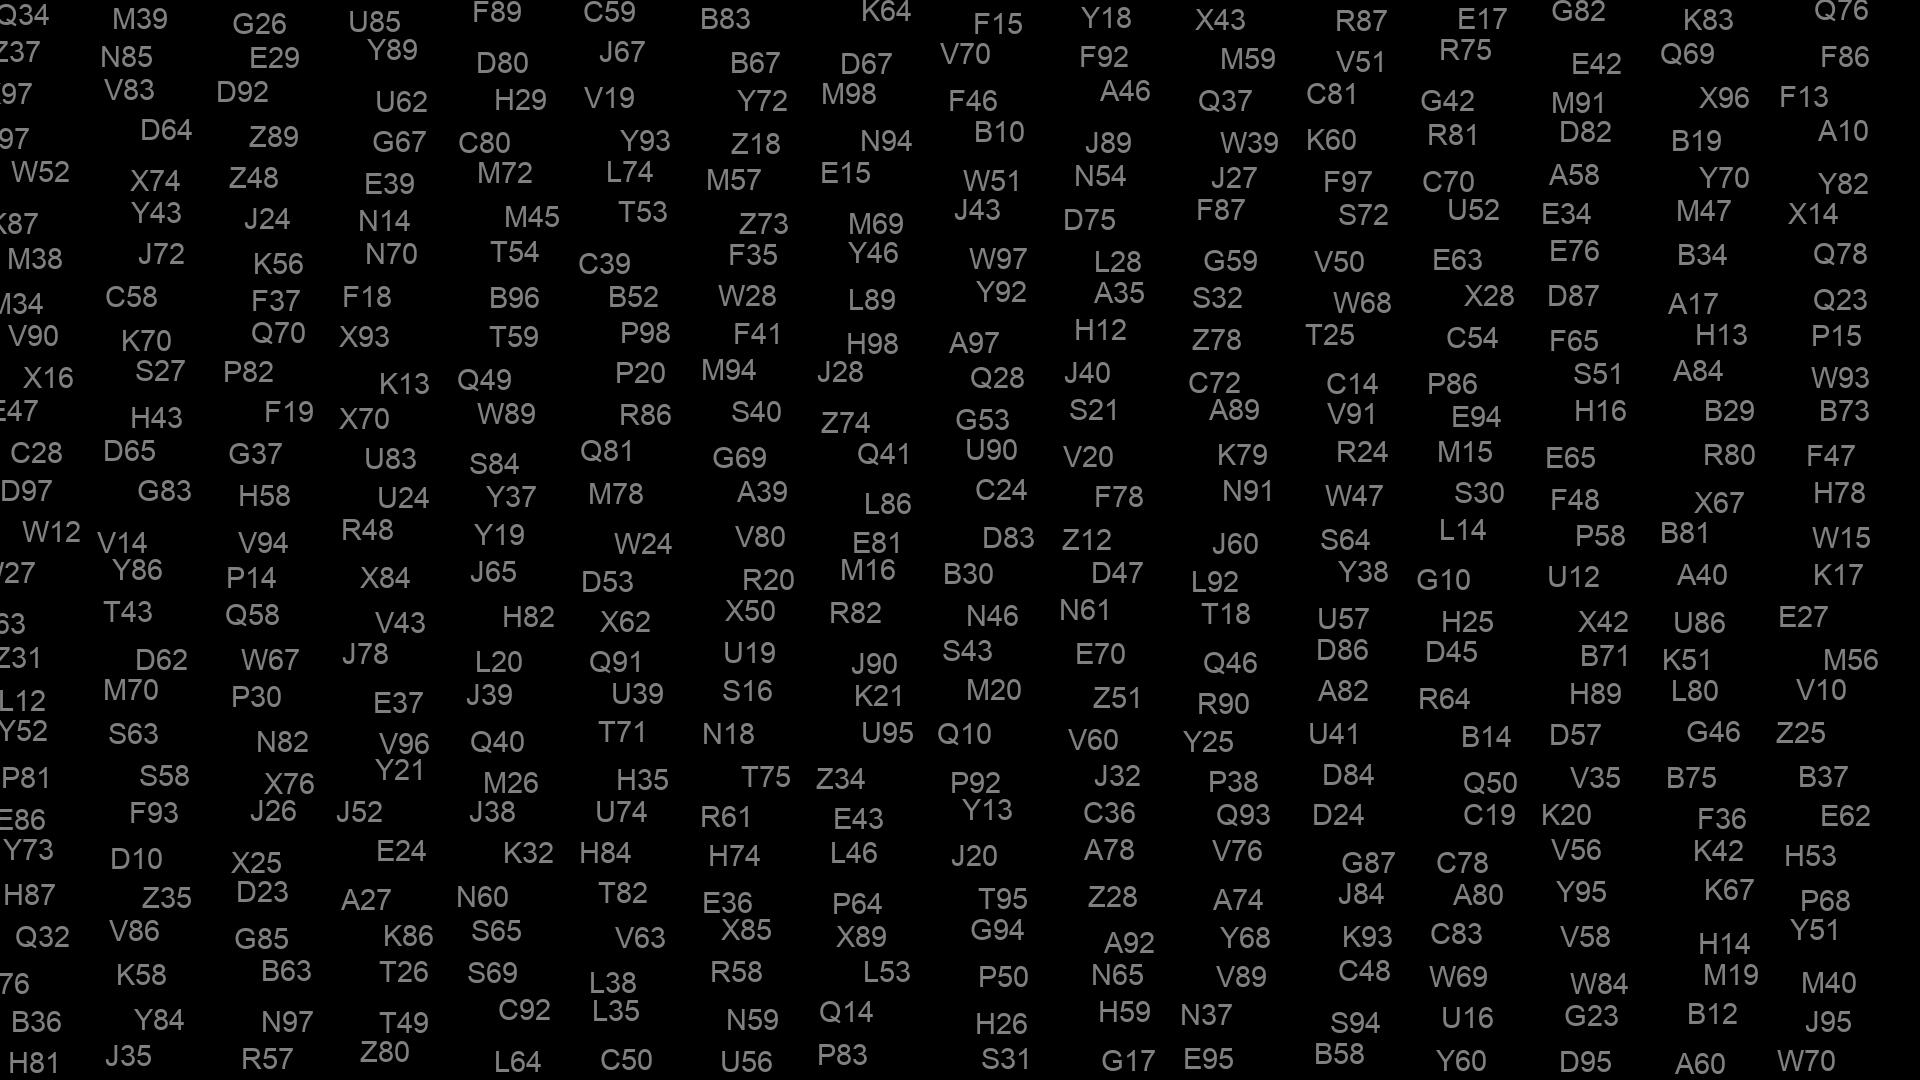 Q34 M39 G26 U85 F89 C59 B83 K64 F15 Y18 X43 R87 E17 G82 K83 Q76
Z37 N85 E29 Y89 D80 J67 B67 D67 V70 F92 M59 V51 R75 E42 Q69 F86
97 V83 D92 U62 H29 V19 Y72 M98 F46 A46 Q37 C81 G42 M91 X96 F13
97 D64 Z89 G67 C80 Y93 Z18 N94 B10 J89 W39 K60 R81 D82 B19 A10
W52 X74 Z48 E39 M72 L74 M57 E15 W51 N54 J27 F97 C70 A58 Y70 Y82
K87 Y43 J24 N14 M45 T53 Z73 M69 J43 D75 F87 S72 U52 E34 M47 X14
M38 J72 K56 N70 T54 C39 F35 Y46 W97 L28 G59 V50 E63 E76 B34 Q78
M34 C58 F37 F18 B96 B52 W28 L89 Y92 A35 S32 W68 X28 D87 A17 Q23
V90 K70 Q70 X93 T59 P98 F41 H98 A97 H12 Z78 T25 C54 F65 H13 P15
X16 S27 P82 K13 Q49 P20 M94 J28 Q28 J40 C72 C14 P86 S51 A84 W93
E47 H43 F19 X70 W89 R86 S40 Z74 G53 S21 A89 V91 E94 H16 B29 B73
C28 D65 G37 U83 S84 Q81 G69 Q41 U90 V20 K79 R24 M15 E65 R80 F47
D97 G83 H58 U24 Y37 M78 A39 L86 C24 F78 N91 W47 S30 F48 X67 H78
W12 V14 V94 R48 Y19 W24 V80 E81 D83 Z12 J60 S64 L14 P58 B81 W15
27 Y86 P14 X84 J65 D53 R20 M16 B30 D47 L92 Y38 G10 U12 A40 K17
63 T43 Q58 V43 H82 X62 X50 R82 N46 N61 T18 U57 H25 X42 U86 E27
Z31 D62 W67 J78 L20 Q91 U19 J90 S43 E70 Q46 D86 D45 B71 K51 M56
L12 M70 P30 E37 J39 U39 S16 K21 M20 Z51 R90 A82 R64 H89 L80 V10
Y52 S63 N82 V96 Q40 T71 N18 U95 Q10 V60 Y25 U41 B14 D57 G46 Z25
P81 S58 X76 Y21 M26 H35 T75 Z34 P92 J32 P38 D84 Q50 V35 B75 B37
E86 F93 J26 J52 J38 U74 R61 E43 Y13 C36 Q93 D24 C19 K20 F36 E62
Y73 D10 X25 E24 K32 H84 H74 L46 J20 A78 V76 G87 C78 V56 K42 H53
H87 Z35 D23 A27 N60 T82 E36 P64 T95 Z28 A74 J84 A80 Y95 K67 P68
Q32 V86 G85 K86 S65 V63 X85 X89 G94 A92 Y68 K93 C83 V58 H14 Y51
76 K58 B63 T26 S69 L38 R58 L53 P50 N65 V89 C48 W69 W84 M19 M40
B36 Y84 N97 T49 C92 L35 N59 Q14 H26 H59 N37 S94 U16 G23 B12 J95
H81 J35 R57 Z80 L64 C50 U56 P83 S31 G17 E95 B58 Y60 D95 A60 W70